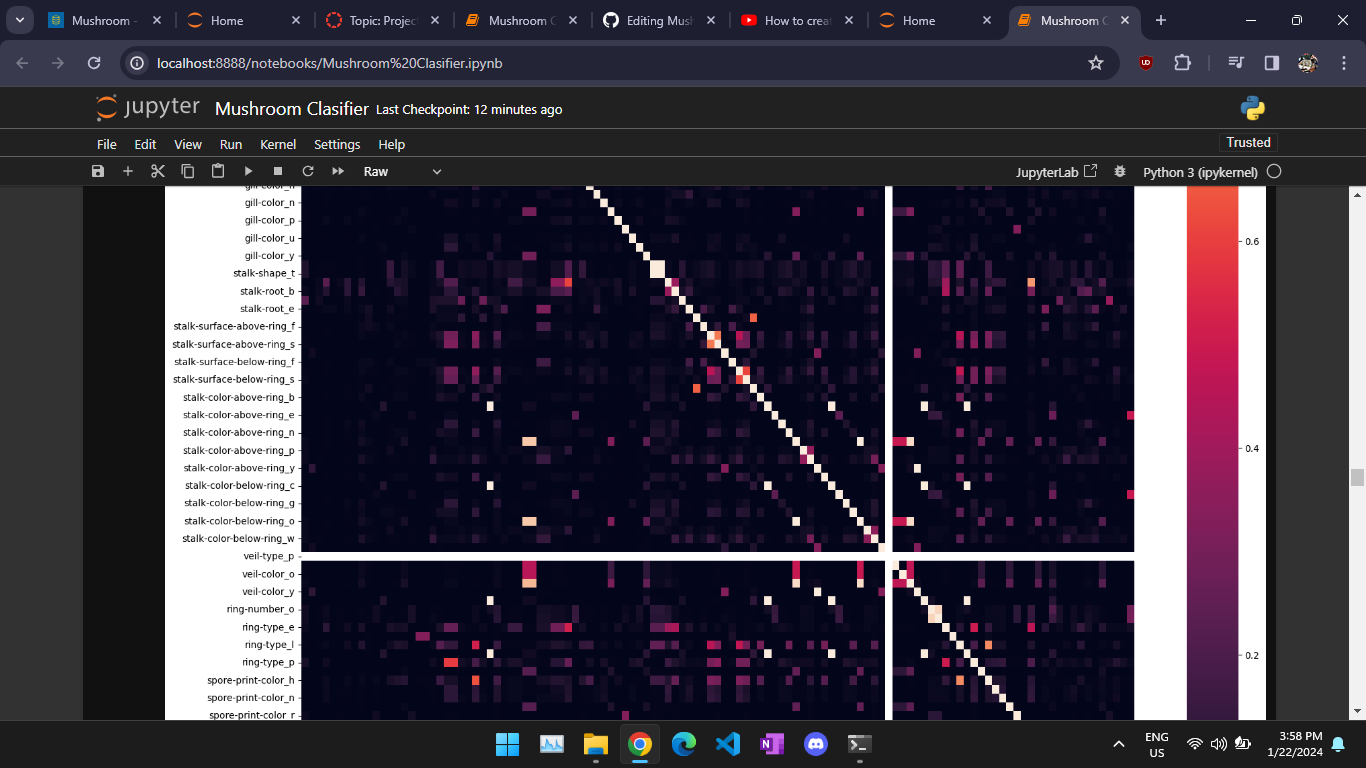 Mushroom -
Home
Topic: Projec
Mushroom C
Editing Mush
How to crea
Home
Mushroom C
localhost:8888/notebooks/Mushroom%20Clasifier.ipynb
jupyter
Mushroom Clasifier
Last Checkpoint: 12 minutes ago
File
Edit
View
Run
Kernel
Settings
Help
Trusted
Raw
JupyterLab
Python 3 (ipykernel)
gill-color_n
gill-color_p
gill-color_u
gill-color_y
stalk-shape_t
stalk-root_b
stalk-root_e
stalk-surface-above-ring_f
stalk-surface-above-ring_s
stalk-surface-below-ring_f
stalk-surface-below-ring_s
stalk-color-above-ring_b
stalk-color-above-ring_e
stalk-color-above-ring_n
stalk-color-above-ring_p
stalk-color-above-ring_y
stalk-color-below-ring_c
stalk-color-below-ring_g
stalk-color-below-ring_o
stalk-color-below-ring_w
veil-type_p
veil-color_o
veil-color_y
ring-number_o
ring-type_e
ring-type_l
ring-type_p
spore-print-color_h
spore-print-color_n
spore-print-color_r
0.6
0.4
0.2
ENG
US
3:58 PM
1/22/2024